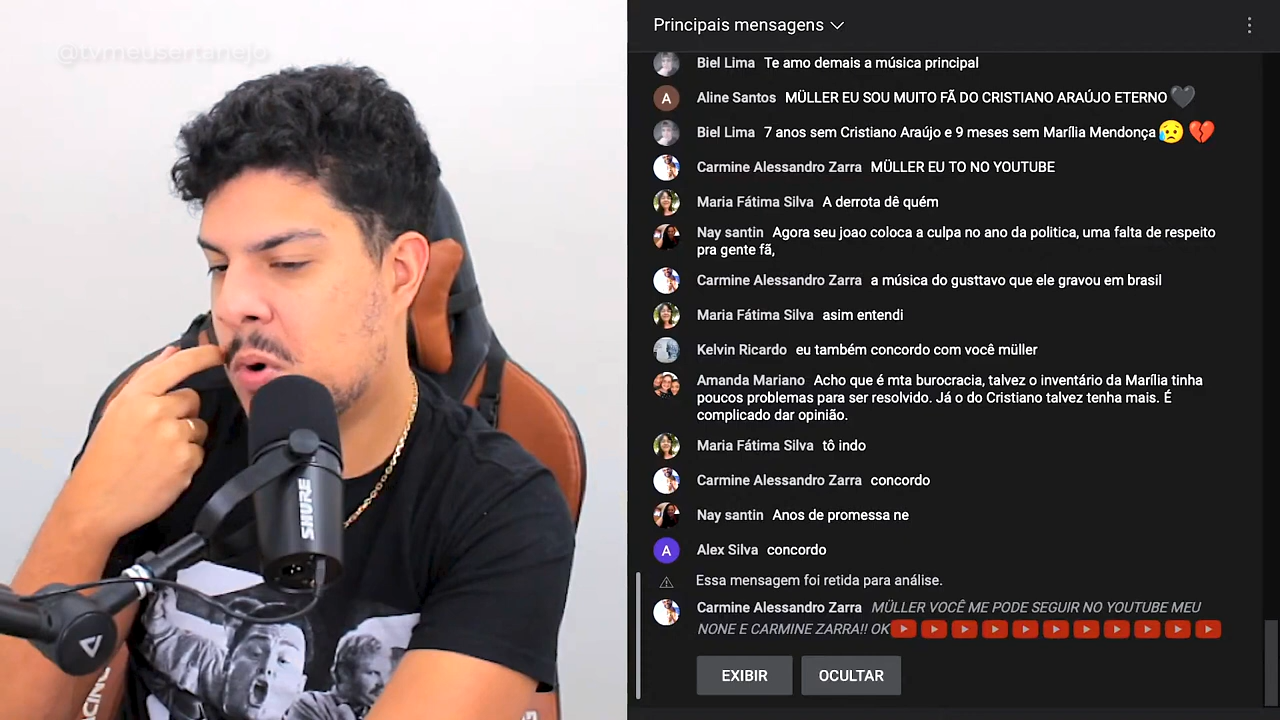 @tvmeusertanejo
Principais mensagens
Biel Lima Te amo demais a música principal
A Aline Santos MÜLLER EU SOU MUITO FÃ DO CRISTIANO ARAÚJO ETERNO🖤
Biel Lima 7 anos sem Cristiano Araújo e 9 meses sem Marília Mendonça😥 💔
Carmine Alessandro Zarra MÜLLER EU TO NO YOUTUBE
Maria Fátima Silva A derrota dê quém
Nay santin Agora seu joao coloca a culpa no ano da politica, uma falta de respeito
pra gente fã,
Carmine Alessandro Zarra a música do gusttavo que ele gravou em brasil
Maria Fátima Silva asim entendi
Kelvin Ricardo eu também concordo com você müller
Amanda Mariano Acho que é mta burocracia, talvez o inventário da Marília tinha
poucos problemas para ser resolvido. Já o do Cristiano talvez tenha mais. É
complicado dar opinião.
Maria Fátima Silva tô indo
Carmine Alessandro Zarra concordo
Nay santin Anos de promessa ne
A Alex Silva concordo
Essa mensagem foi retida para análise.
Carmine Alessandro Zarra MÜLLER VOCÊ ME PODE SEGUIR NO YOUTUBE MEU
NONE E CARMINE ZARRA!! OK
EXIBIR OCULTAR
SHURE